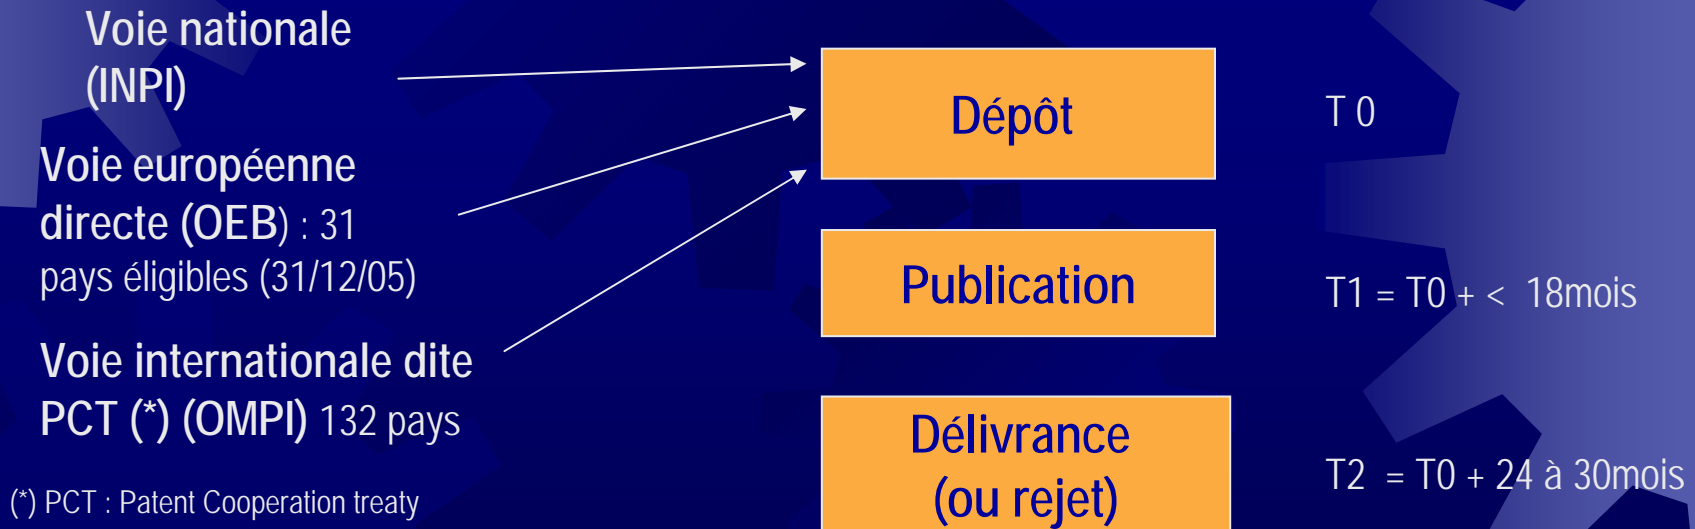 Voie nationale
(INPI)
Voie européenne
directe (OEB) : 31
pays éligibles (31/12/05)
Voie internationale dite
PCT (*) (OMPI) 132 pays
(*) PCT : Patent Cooperation treaty
Dépôt
T 0
Publication
T1 = T0 + < 18mois
Délivrance
(ou rejet)
T2 = T0 + 24 à 30mois